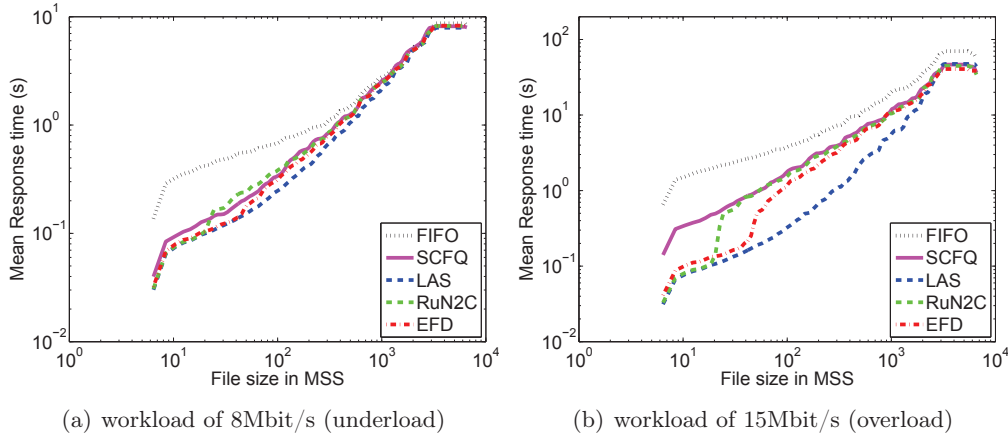 Mean Response time (s)
10^1
10^0
10^-1
10^-2
10^0
10^1
10^2
10^3
10^4
File size in MSS
FIFO
SCFQ
LAS
RuN2C
EFD
(a) workload of 8Mbit/s (underload)
Mean Response time (s)
10^2
10^1
10^0
10^-1
10^-2
10^0
10^1
10^2
10^3
10^4
File size in MSS
FIFO
SCFQ
LAS
RuN2C
EFD
(b) workload of 15Mbit/s (overload)